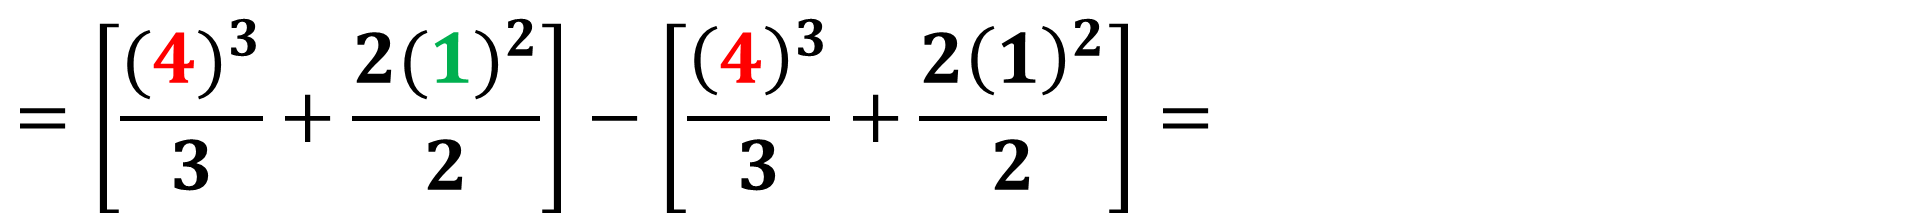 = [(4)³/3 + 2(1)²/2] − [(4)³/3 + 2(1)²/2] =